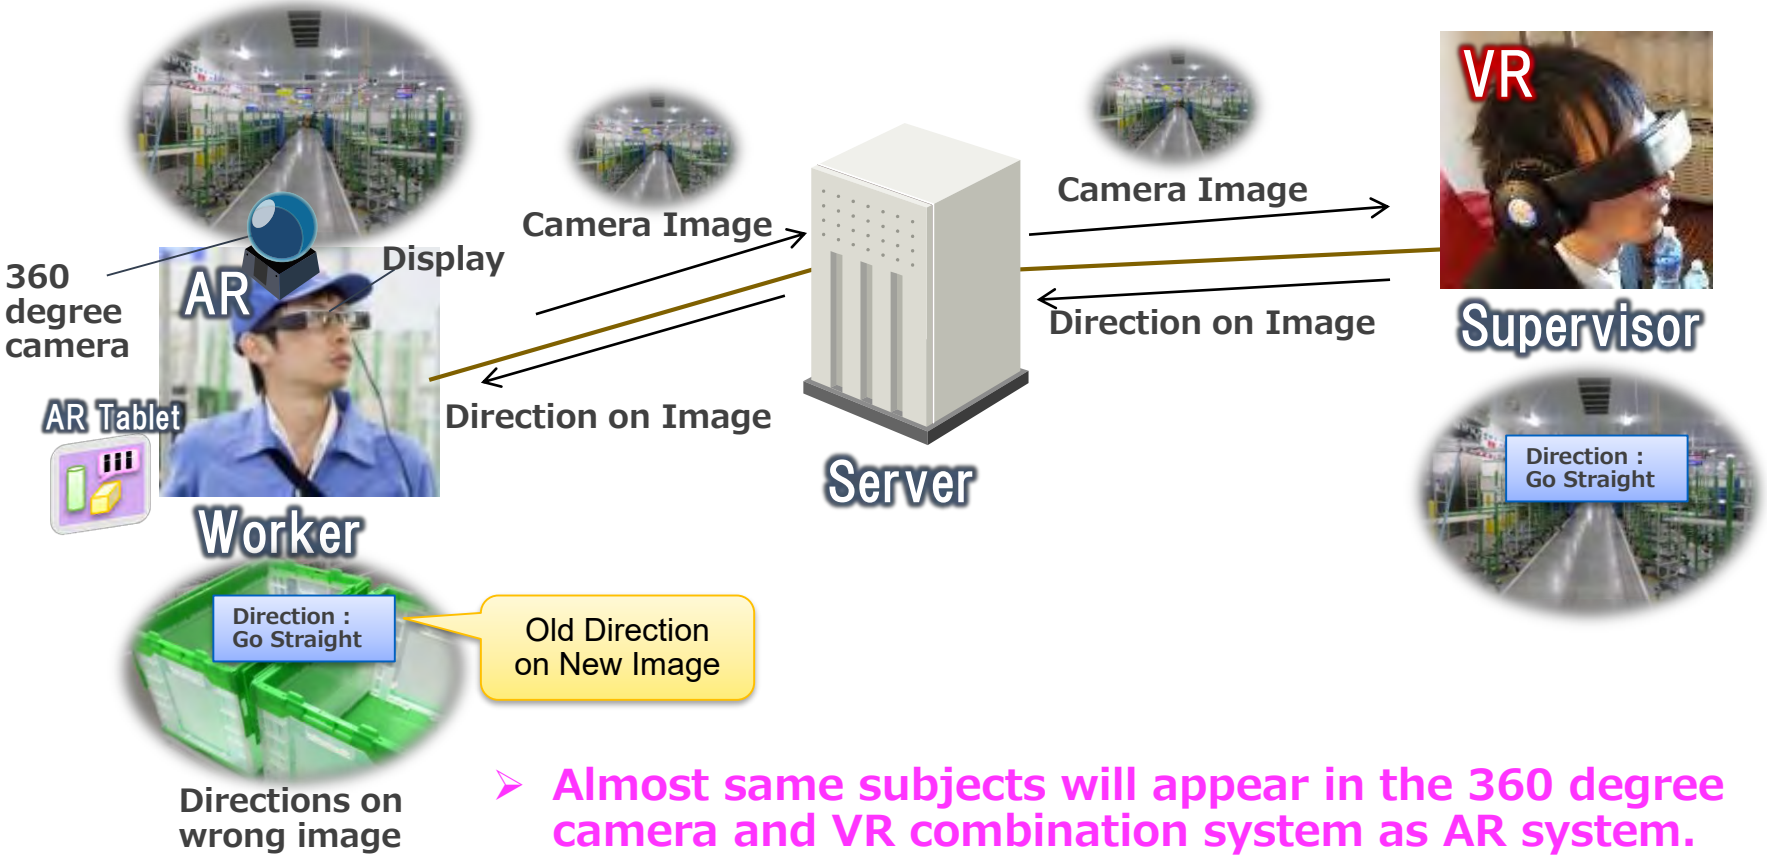 VR
Camera Image
Camera Image
360
degree
camera
AR
Display
Direction on Image
Supervisor
AR Tablet
Direction on Image
Server
Direction :
Go Straight
Worker
Direction :
Go Straight
Old Direction
on New Image
Directions on
wrong image
➢ Almost same subjects will appear in the 360 degree
camera and VR combination system as AR system.